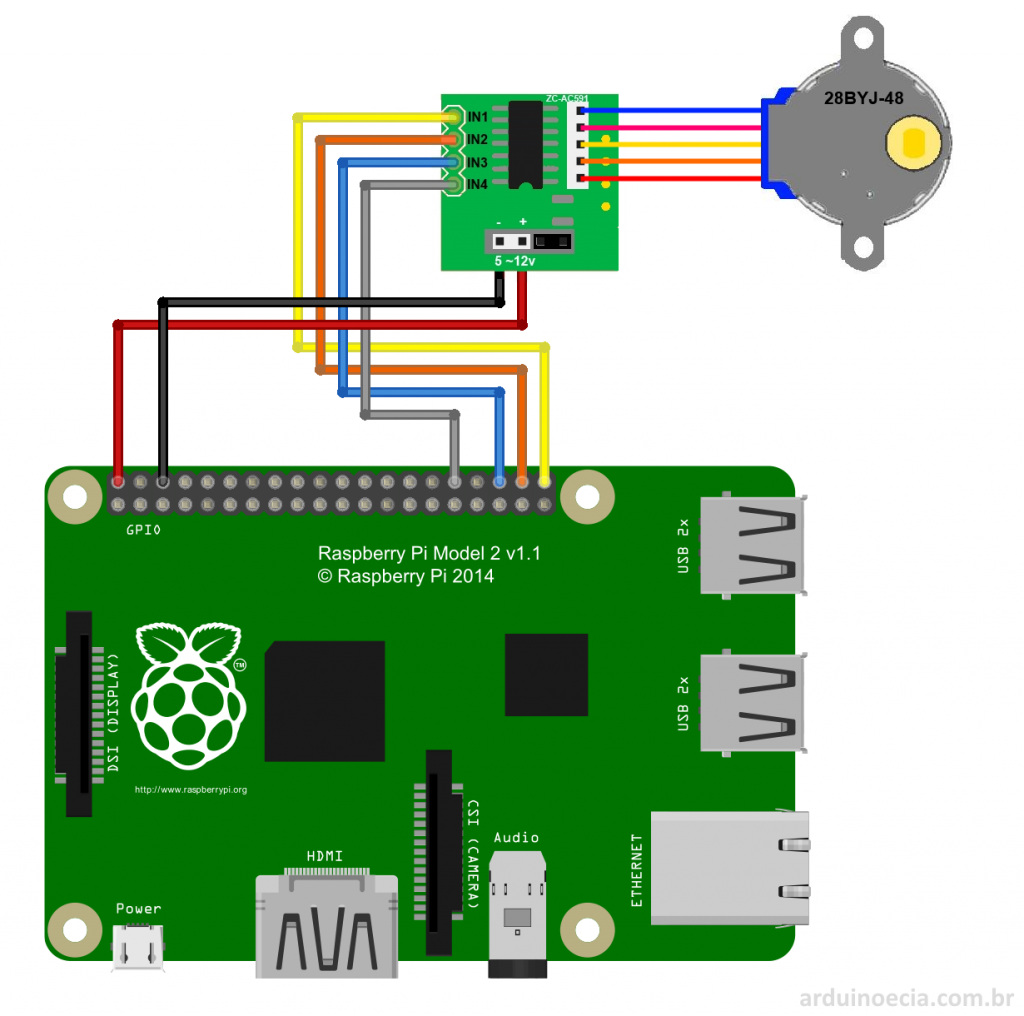 ZC-AC591
28BYJ-48
IN1
IN2
IN3
IN4
- +
5 ~12v
GPIO
Raspberry Pi Model 2 v1.1
© Raspberry Pi 2014
USB 2x
DSI (DISPLAY)
TM
USB 2x
http://www.raspberrypi.org
CSI (CAMERA)
Audio
ETHERNET
HDMI
Power
arduinoecia.com.br